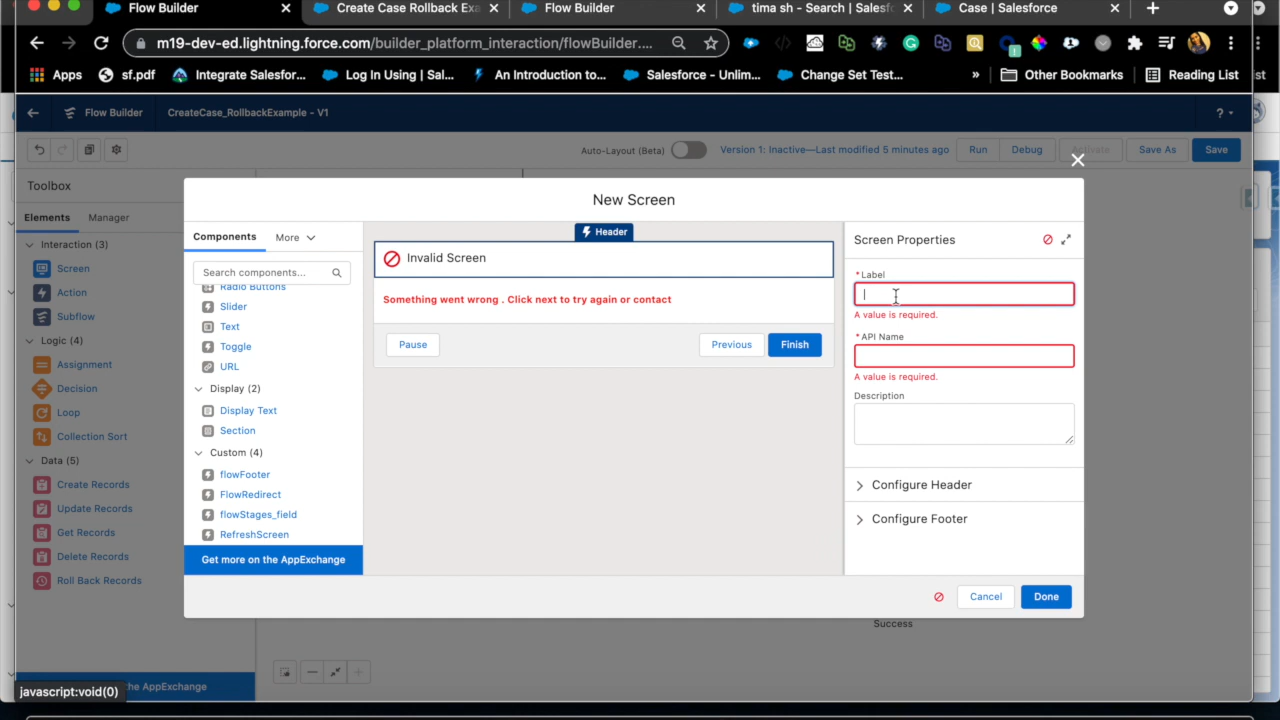 Flow Builder
Create Case Rollback Exa
Flow Builder
tima sh - Search | Salesf
Case | Salesforce
m19-dev-ed.lightning.force.com/builder_platform_interaction/flowBuilder....
Apps
sf.pdf
Integrate Salesfor...
Log In Using | Sal...
An Introduction to...
Salesforce - Unlim...
Change Set Test...
»
Other Bookmarks
Reading List
Flow Builder
CreateCase_RollbackExample - V1
?
Auto-Layout (Beta)
Version 1: Inactive—Last modified 5 minutes ago
Run
Debug
Activate
Save As
Save
Toolbox
Elements
Manager
Interaction (3)
Screen
Action
Subflow
Logic (4)
Assignment
Decision
Loop
Collection Sort
Data (5)
Create Records
Update Records
Get Records
Delete Records
Roll Back Records
New Screen
Components
More
Search components...
Radio Buttons
Slider
Text
Toggle
URL
Display (2)
Display Text
Section
Custom (4)
flowFooter
FlowRedirect
flowStages_field
RefreshScreen
Get more on the AppExchange
Header
Invalid Screen
Something went wrong . Click next to try again or contact
Pause
Previous
Finish
Screen Properties
* Label
A value is required.
* API Name
A value is required.
Description
Configure Header
Configure Footer
Cancel
Done
Success
javascript:void(0)
he AppExchange